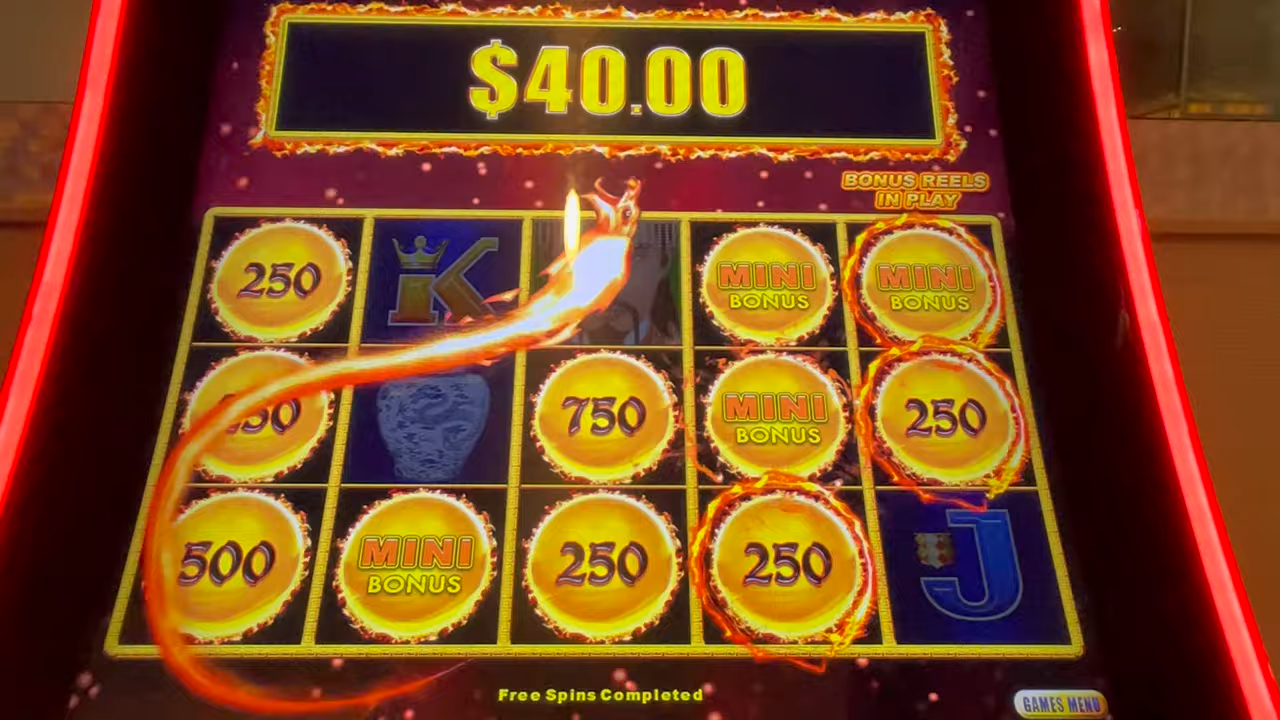 $40.00
BONUS REELS
IN PLAY
250
K
MINI
BONUS
MINI
BONUS
750
MINI
BONUS
250
500
MINI
BONUS
250
250
J
Free Spins Completed
GAMES MENU